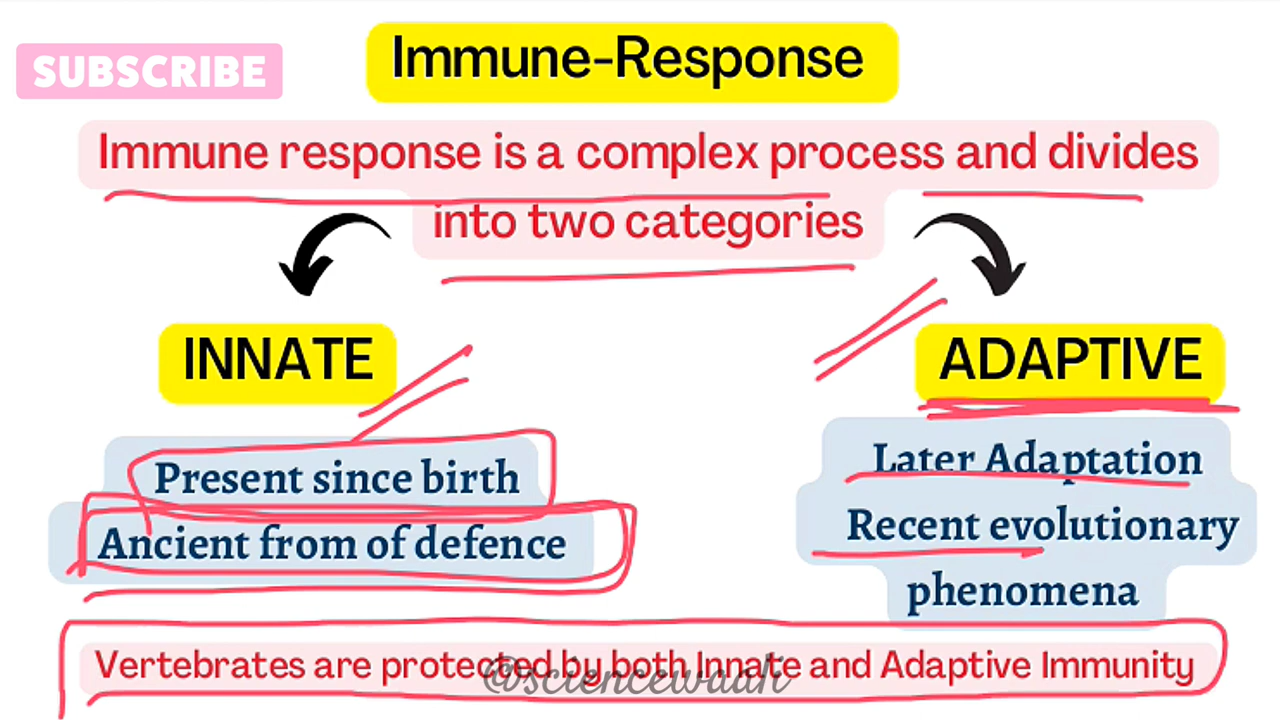 SUBSCRIBE
Immune-Response
Immune response is a complex process and divides
into two categories
INNATE
Present since birth
Ancient from of defence
ADAPTIVE
Later Adaptation
Recent evolutionary
phenomena
Vertebrates are protected by both Innate and Adaptive Immunity
@sciencewaah